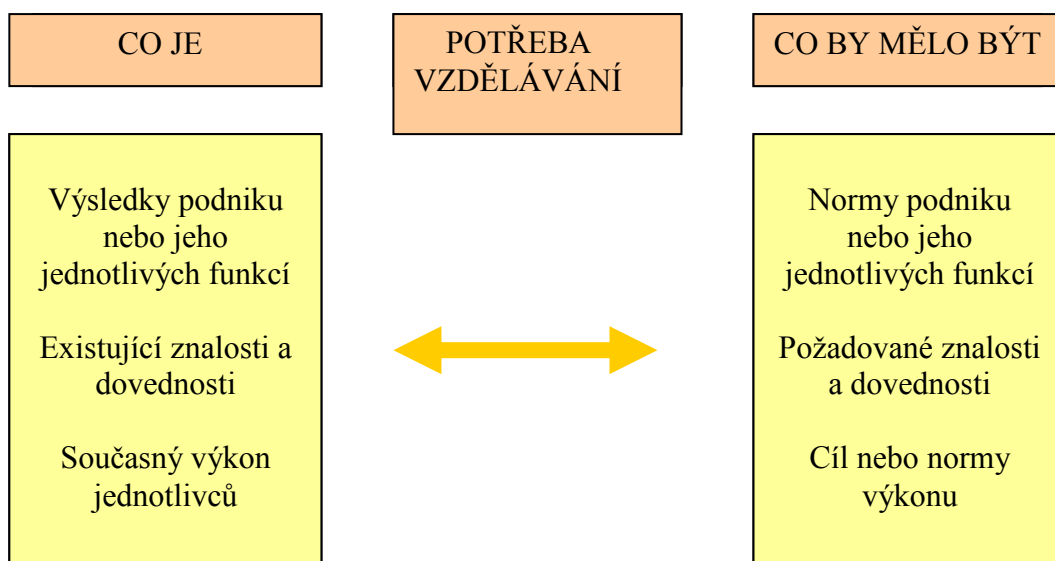 CO JE
POTŘEBA
VZDĚLÁVÁNÍ
CO BY MĚLO BÝT
Výsledky podniku
nebo jeho
jednotlivých funkcí
Existující znalosti a
dovednosti
Současný výkon
jednotlivců
Normy podniku
nebo jeho
jednotlivých funkcí
Požadované znalosti
a dovednosti
Cíl nebo normy
výkonu